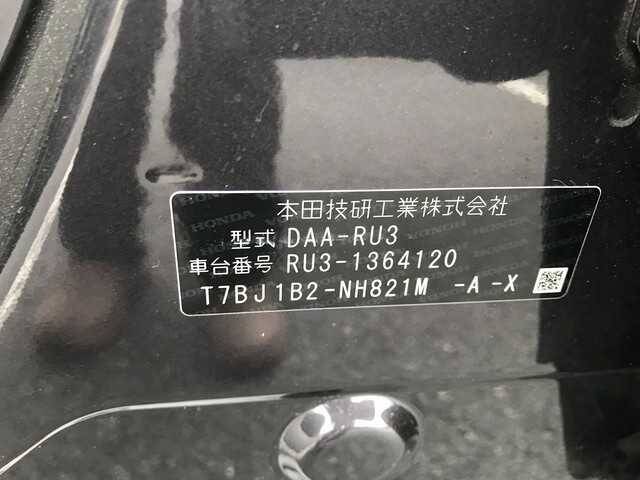 本田技研工業株式会社
型式 DAA-RU3
車台番号 RU3-1364120
T7BJ1B2-NH821M -A -X